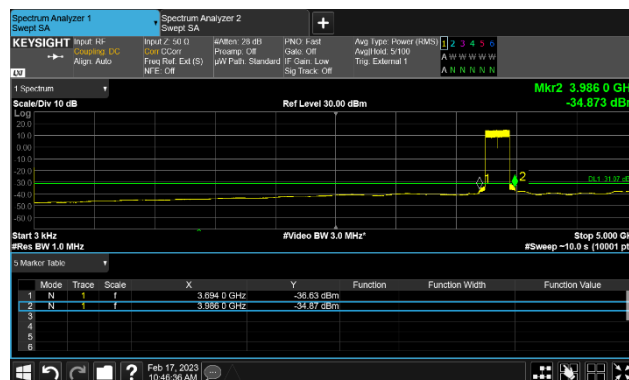 Spectrum Analyzer 1
Swept SA
Spectrum Analyzer 2
Swept SA
+
KEYSIGHT
LXI
Input: RF
Coupling: DC
Align: Auto
Input Z: 50 Ω
Corr CCorr
Freq Ref: Ext (S)
NFE: Off
#Atten: 28 dB
Preamp: Off
µW Path: Standard
PNO: Fast
Gate: Off
IF Gain: Low
Sig Track: Off
Avg Type: Power (RMS)
Avg|Hold: 5/100
Trig: External 1
1 2 3 4 5 6
A W W W W W
A N N N N N
1 Spectrum
Mkr2 3.986 0 GH
Scale/Div 10 dB
Ref Level 30.00 dBm
-34.873 dB
Log
20.0
10.0
0.00
-10.0
-20.0
-30.0
-40.0
-50.0
-60.0
1
2
Start 3 kHz
#Video BW 3.0 MHz*
Stop 5.000 G
#Res BW 1.0 MHz
#Sweep ~10.0 s (10001 pt
5 Marker Table
Mode Trace Scale X Y Function Function Width Function Value
1 N 1 f 3.694 0 GHz -36.63 dBm
2 N 1 f 3.986 0 GHz -34.87 dBm
3
4
5
6
?
Feb 17, 2023
10:46:36 AM